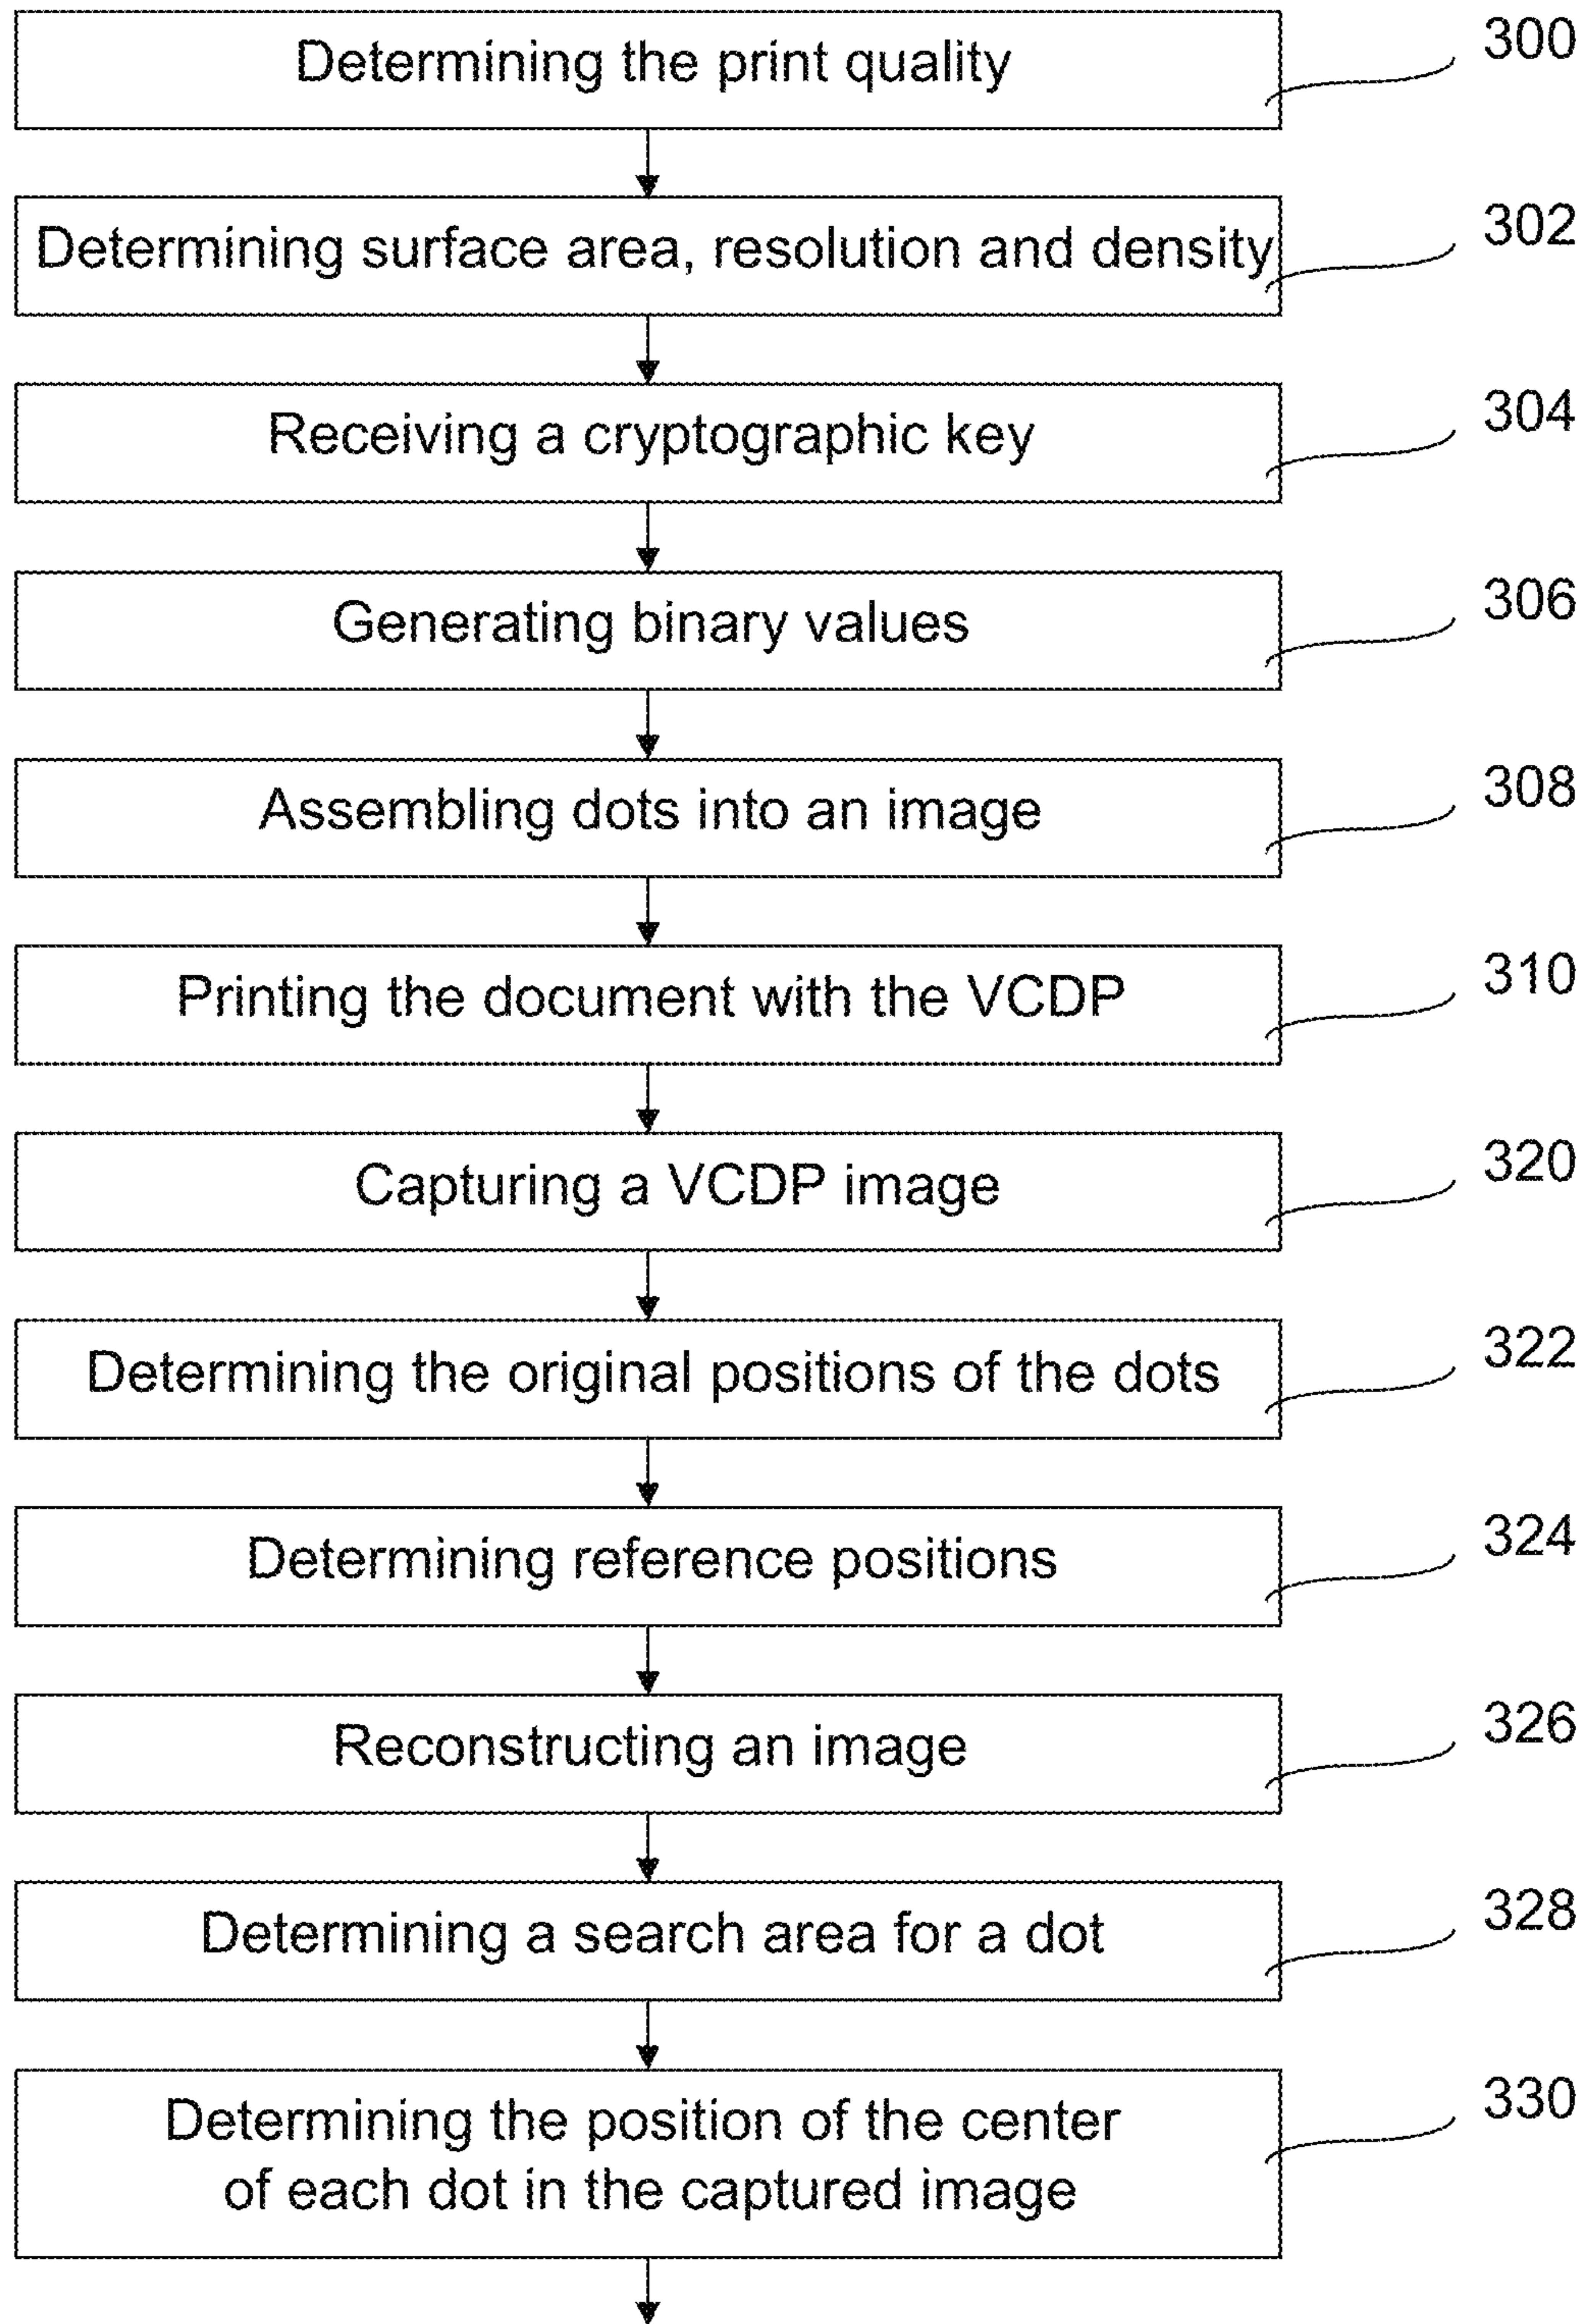 Determining the print quality
300
Determining surface area, resolution and density
302
Receiving a cryptographic key
304
Generating binary values
306
Assembling dots into an image
308
Printing the document with the VCDP
310
Capturing a VCDP image
320
Determining the original positions of the dots
322
Determining reference positions
324
Reconstructing an image
326
Determining a search area for a dot
328
Determining the position of the center
of each dot in the captured image
330